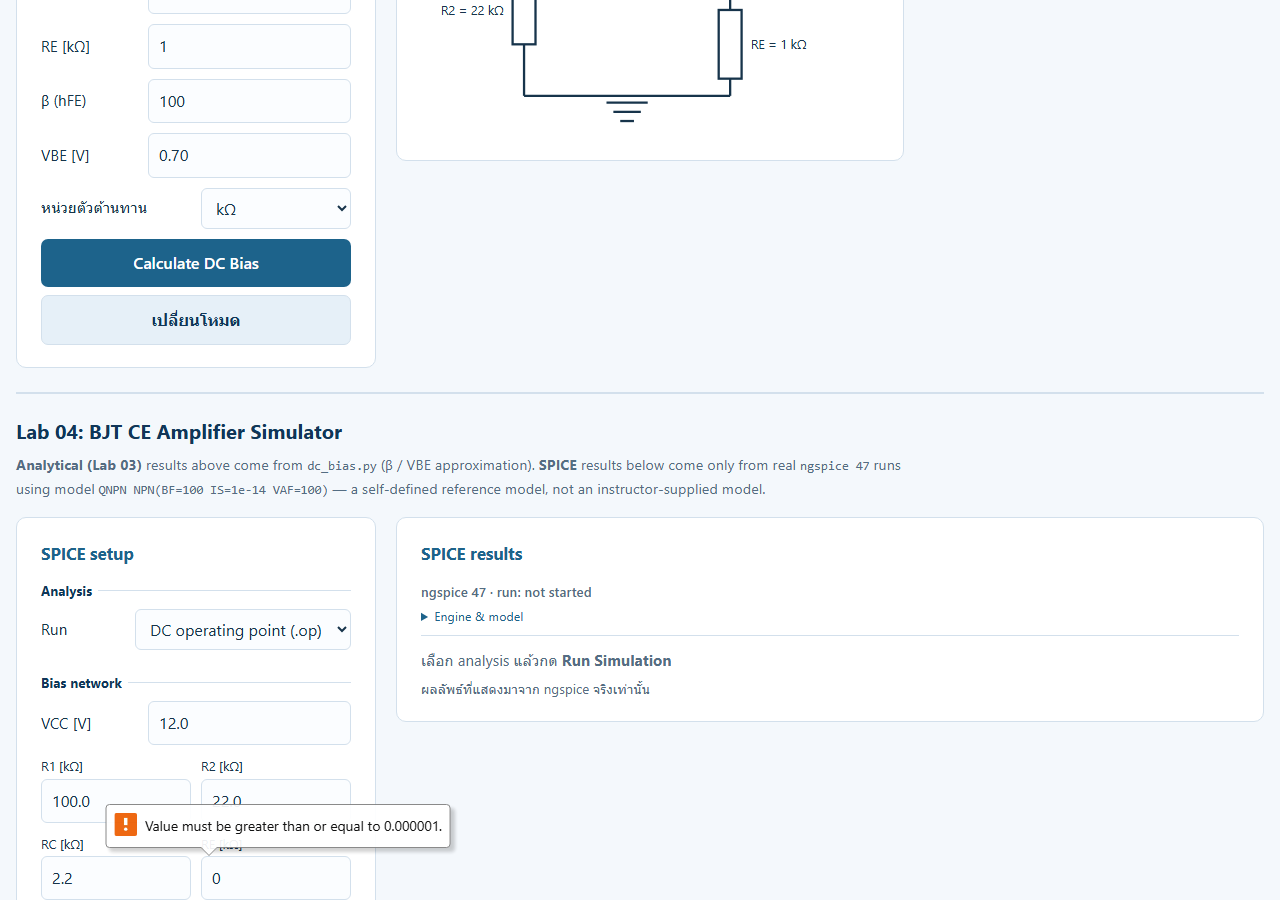 R2 = 22 kΩ
RE [kΩ]
1
RE = 1 kΩ
β (hFE)
100
VBE [V]
0.70
หน่วยตัวต้านทาน
kΩ
Calculate DC Bias
เปลี่ยนโหมด
Lab 04: BJT CE Amplifier Simulator
Analytical (Lab 03) results above come from dc_bias.py (β / VBE approximation). SPICE results below come only from real ngspice 47 runs
using model QNPN NPN(BF=100 IS=1e-14 VAF=100) — a self-defined reference model, not an instructor-supplied model.
SPICE setup
Analysis
Run
DC operating point (.op)
Bias network
VCC [V]
12.0
R1 [kΩ]
R2 [kΩ]
100.0
22.0
Value must be greater than or equal to 0.000001.
RC [kΩ]
2.2
0
SPICE results
ngspice 47 · run: not started
Engine & model
เลือก analysis แล้วกด Run Simulation
ผลลัพธ์ที่แสดงมาจาก ngspice จริงเท่านั้น